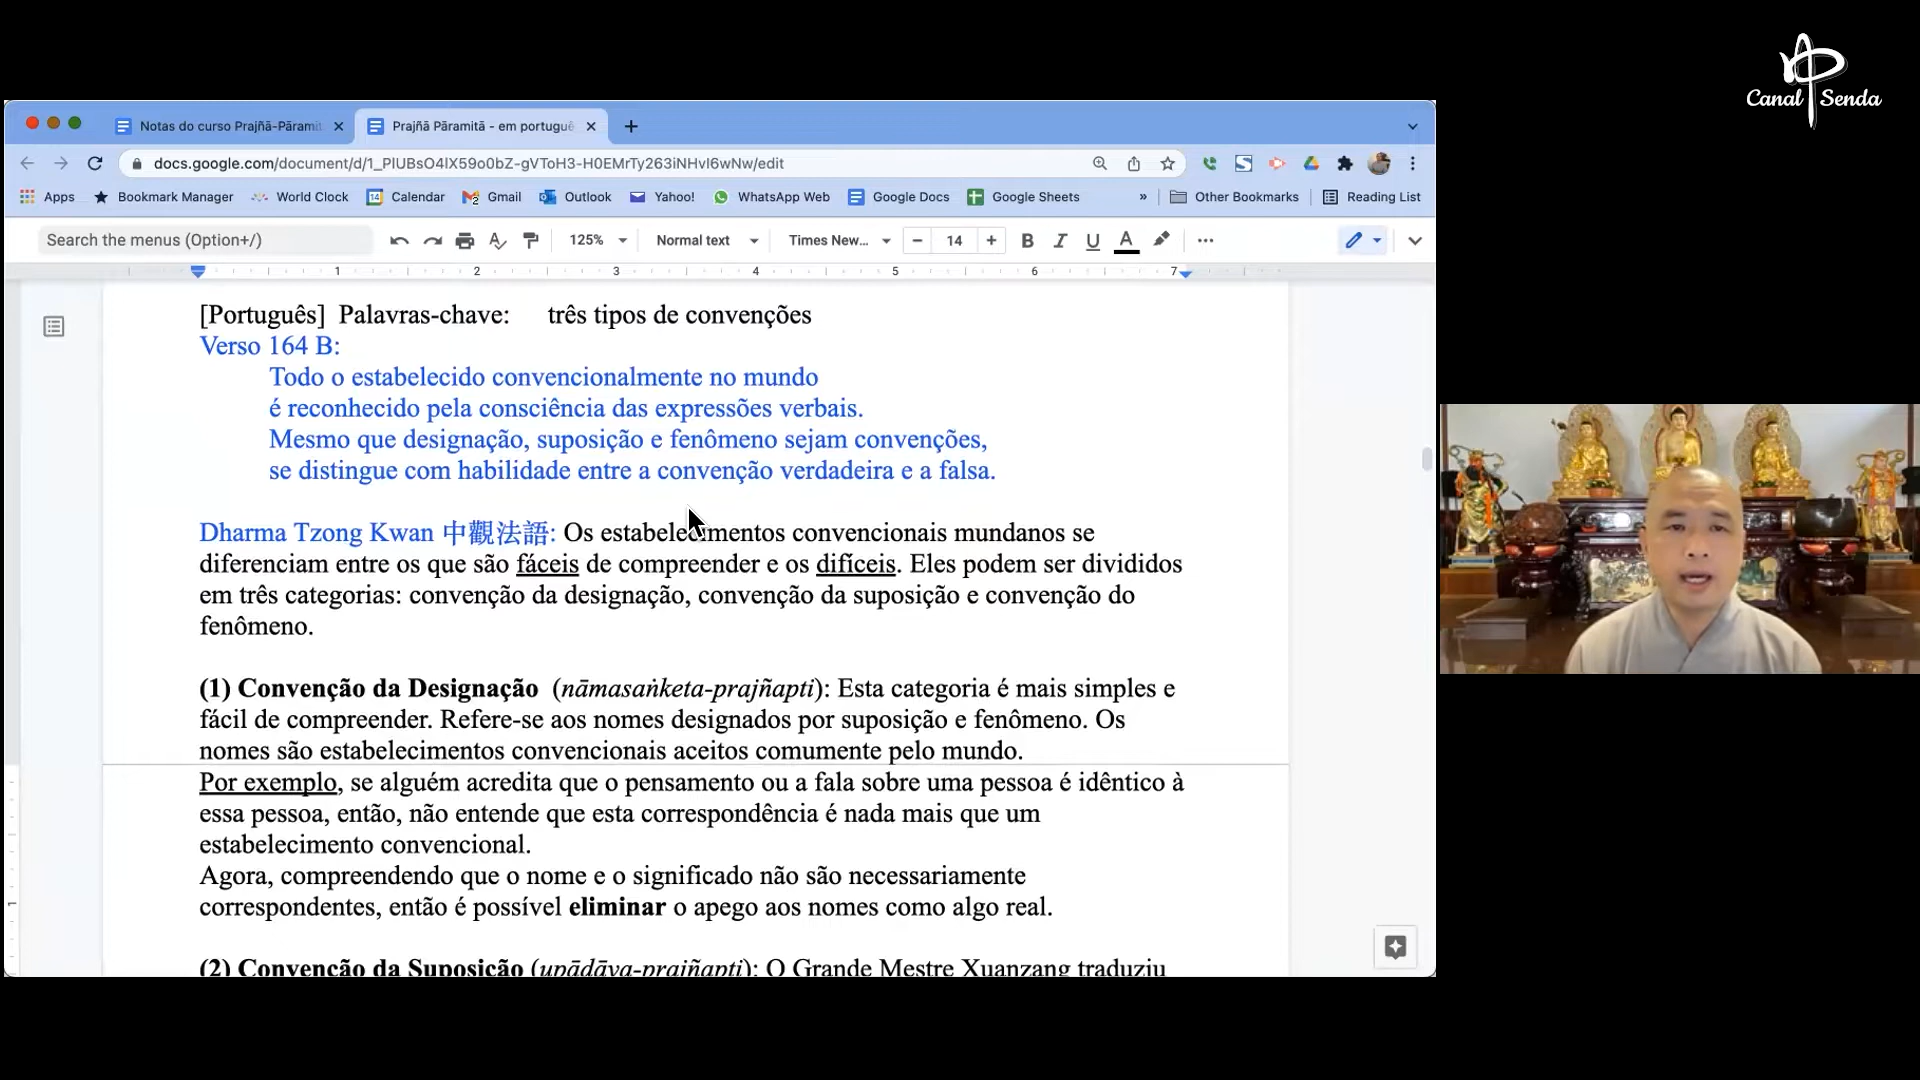 Canal Senda
Notas do curso Prajñā-Pāramit
Prajñā Pāramitā - em portuguê
docs.google.com/document/d/1_PlUBsO4lX59o0bZ-gVToH3-H0EMrTy263iNHvl6wNw/edit
Apps Bookmark Manager World Clock Calendar Gmail Outlook Yahoo! WhatsApp Web Google Docs Google Sheets » Other Bookmarks Reading List
Search the menus (Option+/) 125% Normal text Times New... − 14 + B I U A
1 2 3 4 5 6 7
[Português] Palavras-chave: três tipos de convenções
Verso 164 B:
Todo o estabelecido convencionalmente no mundo
é reconhecido pela consciência das expressões verbais.
Mesmo que designação, suposição e fenômeno sejam convenções,
se distingue com habilidade entre a convenção verdadeira e a falsa.
Dharma Tzong Kwan 中觀法語: Os estabelecimentos convencionais mundanos se
diferenciam entre os que são fáceis de compreender e os difíceis. Eles podem ser divididos
em três categorias: convenção da designação, convenção da suposição e convenção do
fenômeno.
(1) Convenção da Designação (nāmasaṅketa-prajñapti): Esta categoria é mais simples e
fácil de compreender. Refere-se aos nomes designados por suposição e fenômeno. Os
nomes são estabelecimentos convencionais aceitos comumente pelo mundo.
Por exemplo, se alguém acredita que o pensamento ou a fala sobre uma pessoa é idêntico à
essa pessoa, então, não entende que esta correspondência é nada mais que um
estabelecimento convencional.
Agora, compreendendo que o nome e o significado não são necessariamente
correspondentes, então é possível eliminar o apego aos nomes como algo real.
(2) Convenção da Suposição (upādāya-prajñapti): O Grande Mestre Xuanzang traduziu